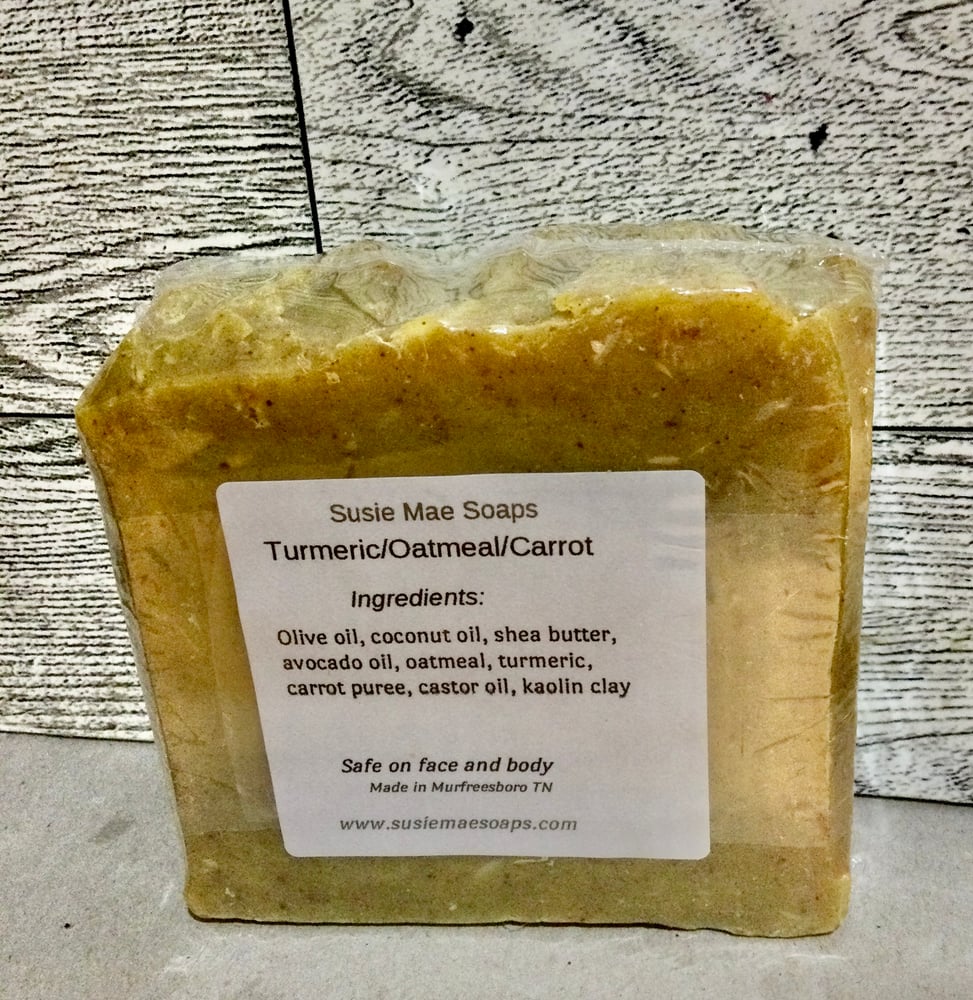 Susie Mae Soaps
Turmeric/Oatmeal/Carrot
Ingredients:
Olive oil, coconut oil, shea butter,
avocado oil, oatmeal, turmeric,
carrot puree, castor oil, kaolin clay
Safe on face and body
Made in Murfreesboro TN
www.susiemaesoaps.com